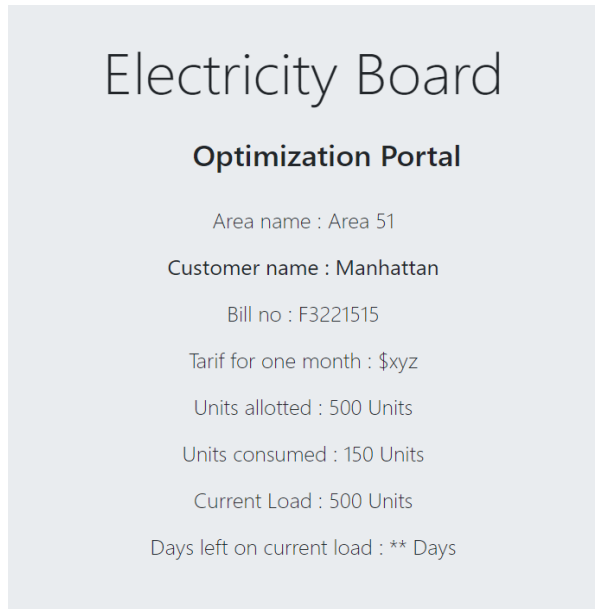 Electricity Board
Optimization Portal
Area name : Area 51
Customer name : Manhattan
Bill no : F3221515
Tarif for one month : $xyz
Units allotted : 500 Units
Units consumed : 150 Units
Current Load : 500 Units
Days left on current load : ** Days